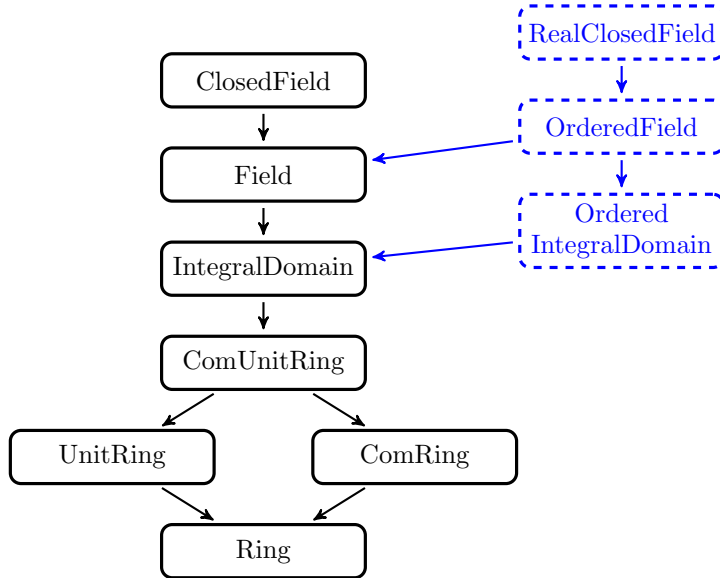 RealClosedField
ClosedField
OrderedField
Field
Ordered
IntegralDomain
IntegralDomain
ComUnitRing
UnitRing
ComRing
Ring